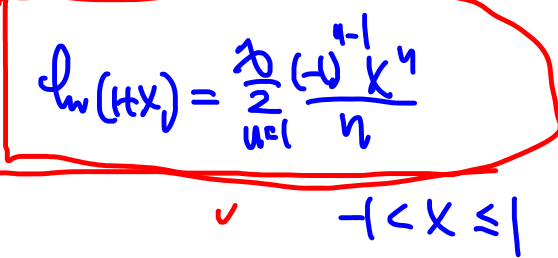 ln(1+x) = ∞ Σ n=1 (-1)^{n-1} x^n / n
-1 < x ≤ 1